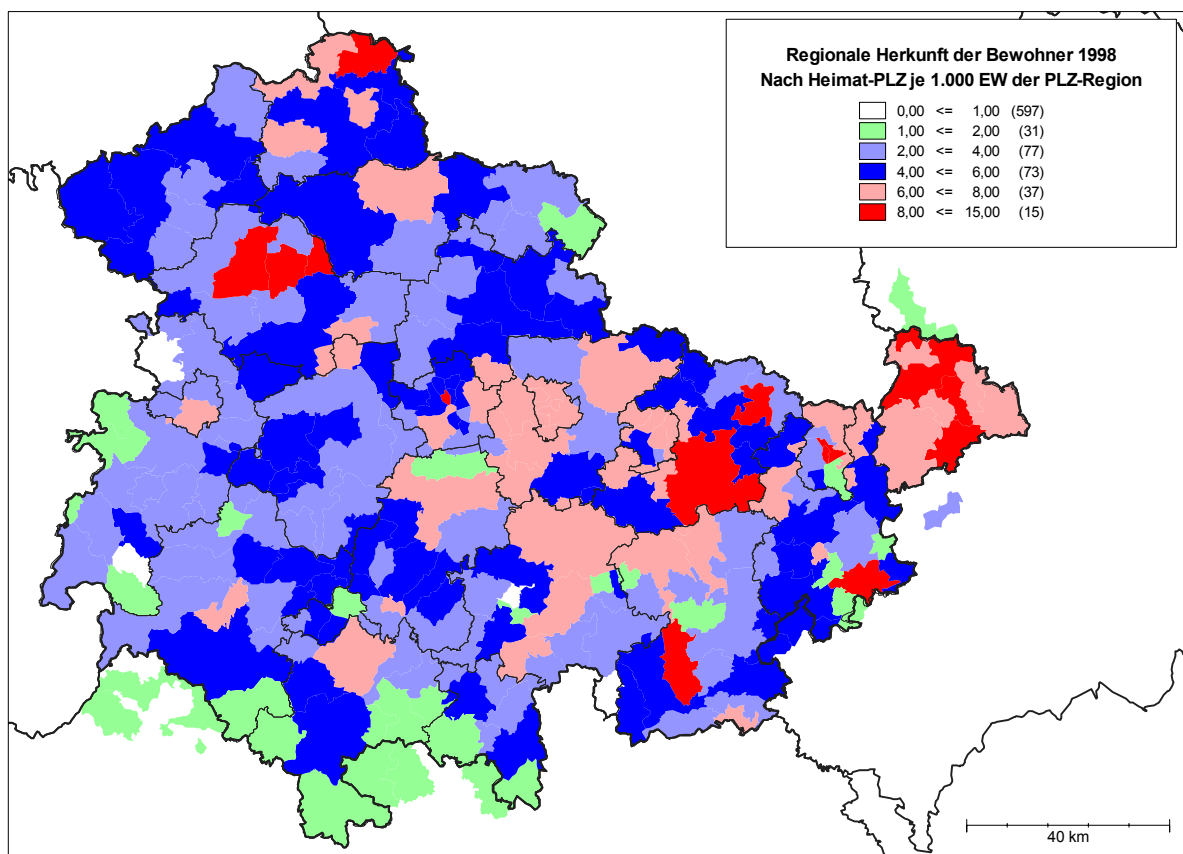 Regionale Herkunft der Bewohner 1998
Nach Heimat-PLZ je 1.000 EW der PLZ-Region
0,00 <= 1,00 (597)
1,00 <= 2,00 (31)
2,00 <= 4,00 (77)
4,00 <= 6,00 (73)
6,00 <= 8,00 (37)
8,00 <= 15,00 (15)
40 km